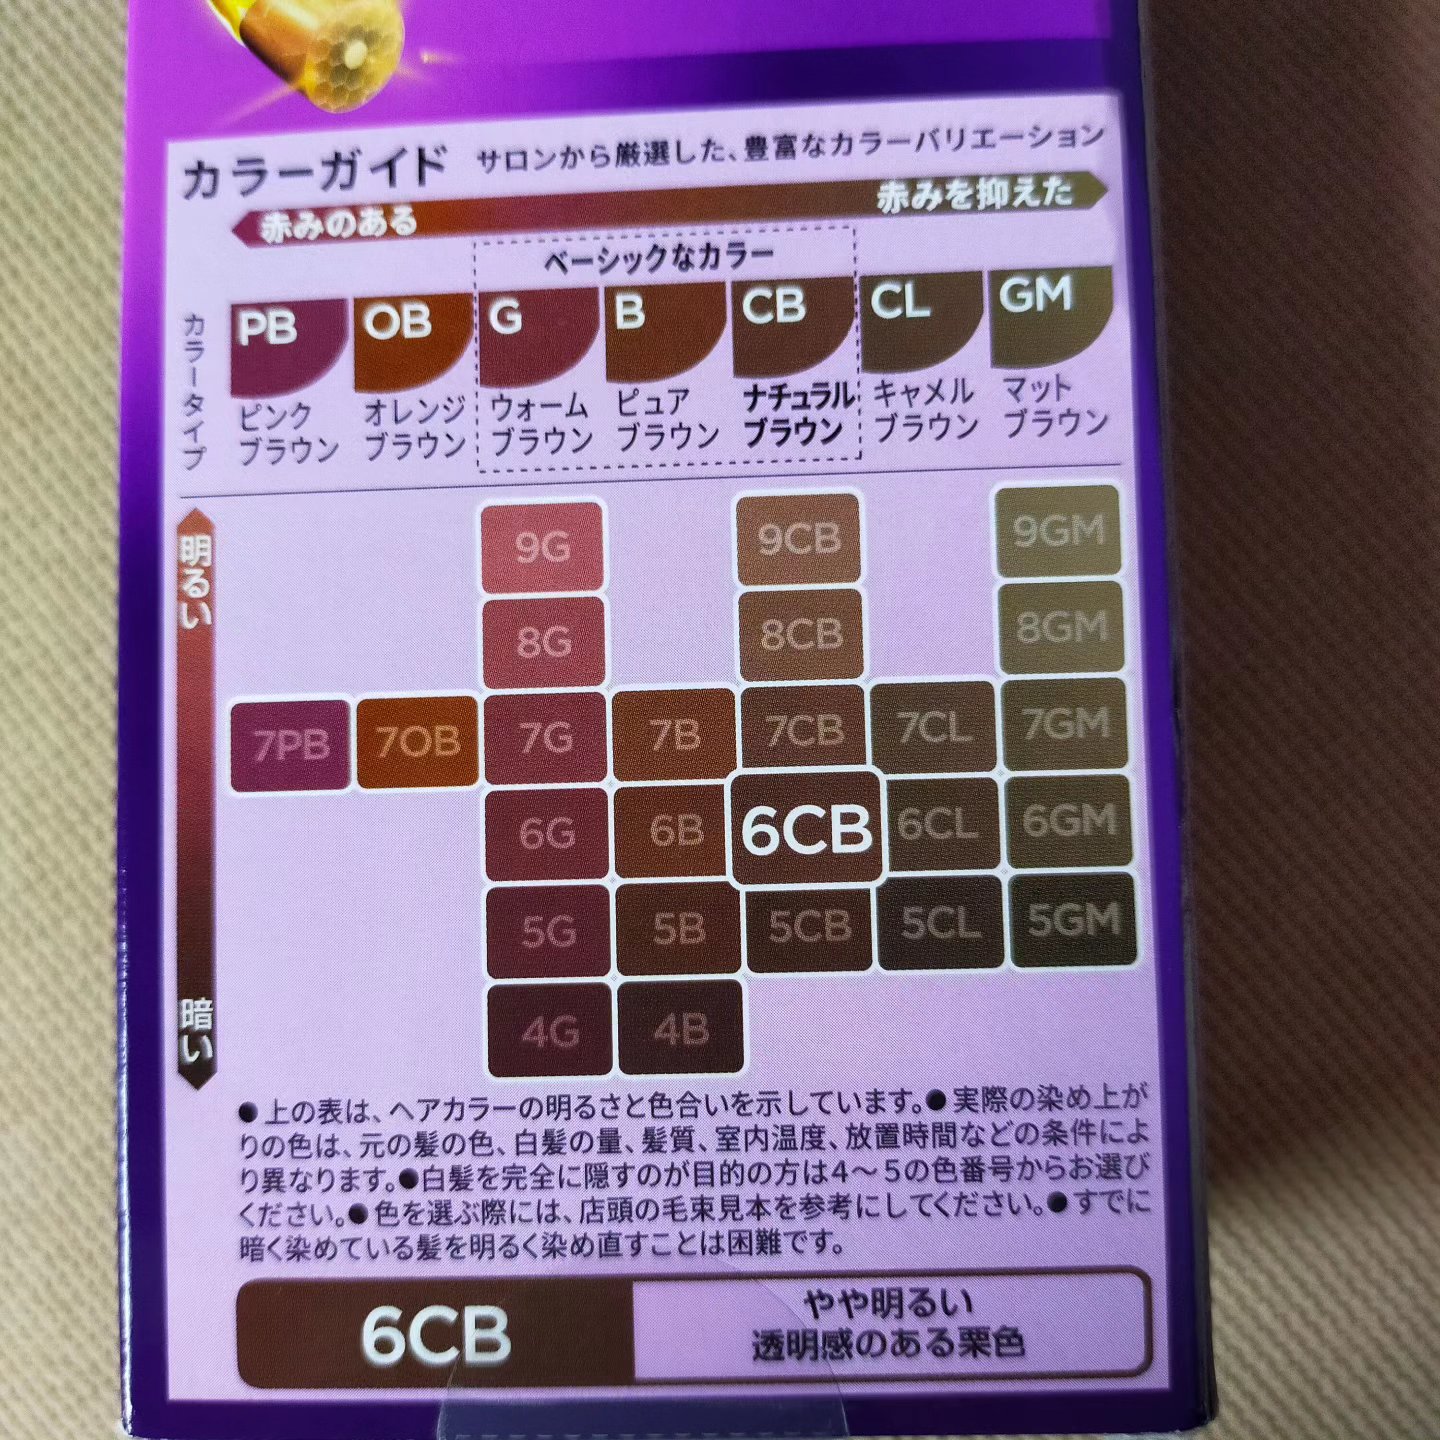 カラーガイド サロンから厳選した、豊富なカラーバリエーション
赤みのある 赤みを抑えた
ベーシックなカラー
カラータイプ
PB OB G B CB CL GM
ピンク オレンジ ウォーム ピュア ナチュラル キャメル マット
ブラウン ブラウン ブラウン ブラウン ブラウン ブラウン ブラウン
明るい
9G 9CB 9GM
8G 8CB 8GM
7PB 7OB 7G 7B 7CB 7CL 7GM
6G 6B 6CB 6CL 6GM
5G 5B 5CB 5CL 5GM
4G 4B
暗い
●上の表は、ヘアカラーの明るさと色合いを示しています。●実際の染め上が
りの色は、元の髪の色、白髪の量、髪質、室内温度、放置時間などの条件によ
り異なります。●白髪を完全に隠すのが目的の方は4～5の色番号からお選び
ください。●色を選ぶ際には、店頭の毛束見本を参考にしてください。●すでに
暗く染めている髪を明るく染め直すことは困難です。
6CB
やや明るい
透明感のある栗色